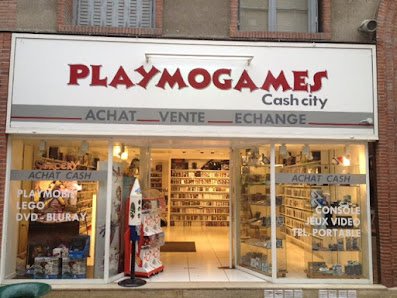 PLAYMOGAMES
Cash city
ACHAT VENTE ECHANGE
ACHAT CASH
PLAYMOBIL
LEGO
DVD - BLURAY
ACHAT CASH
CONSOLE
JEUX VIDEO
TEL. PORTABLE